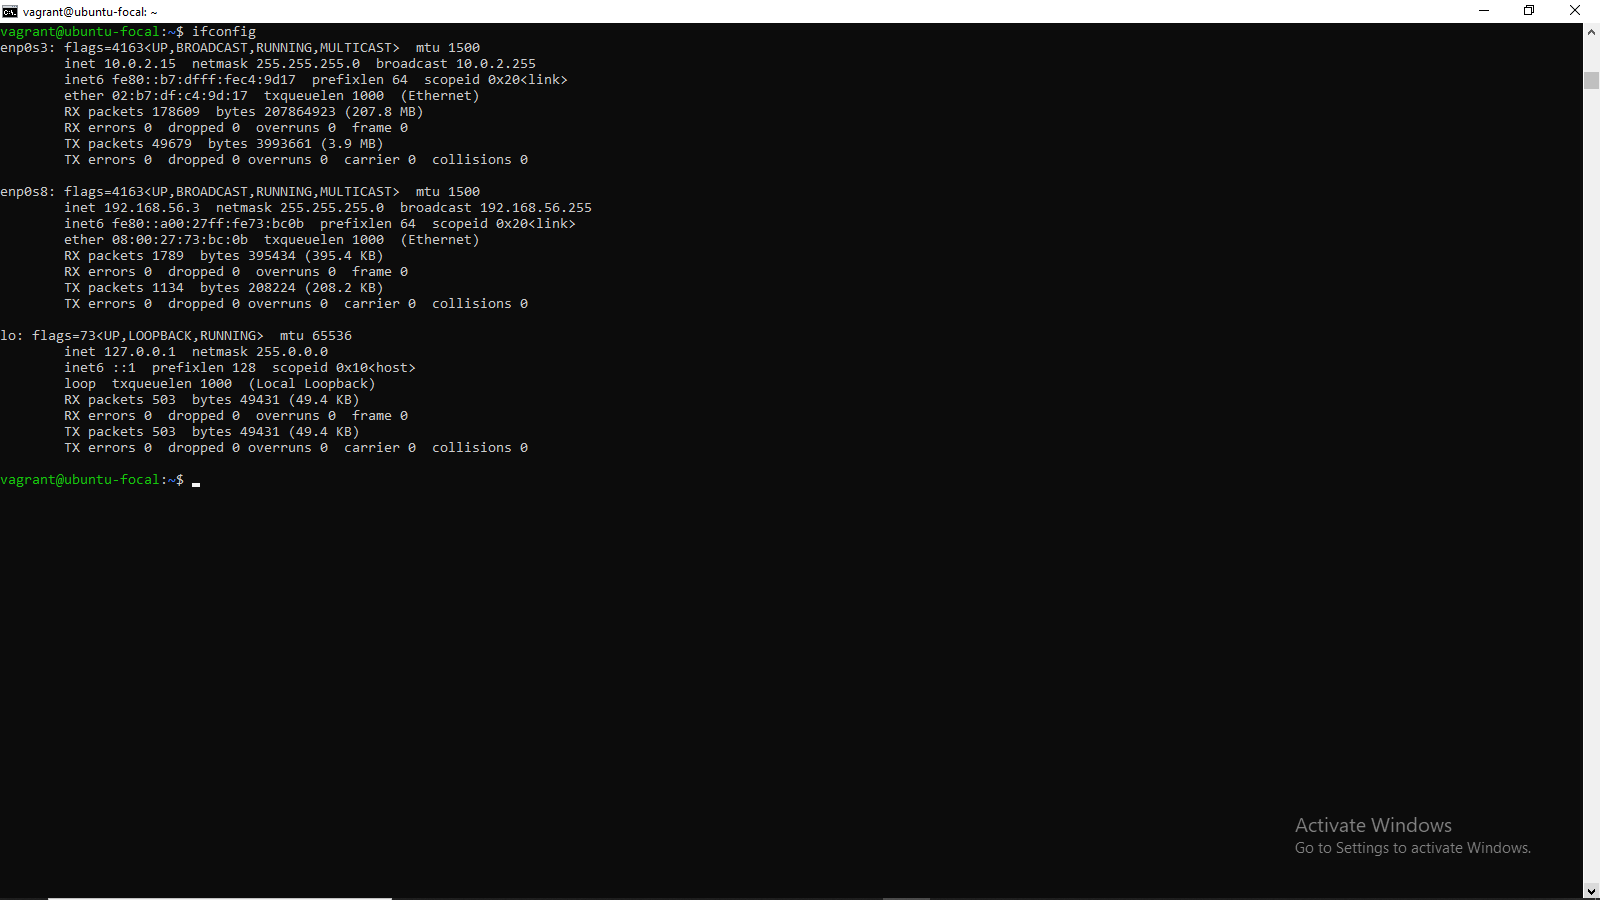 vagrant@ubuntu-focal: ~
vagrant@ubuntu-focal:~$ ifconfig
enp0s3: flags=4163<UP,BROADCAST,RUNNING,MULTICAST>  mtu 1500
        inet 10.0.2.15  netmask 255.255.255.0  broadcast 10.0.2.255
        inet6 fe80::b7:dfff:fec4:9d17  prefixlen 64  scopeid 0x20<link>
        ether 02:b7:df:c4:9d:17  txqueuelen 1000  (Ethernet)
        RX packets 178609  bytes 207864923 (207.8 MB)
        RX errors 0  dropped 0  overruns 0  frame 0
        TX packets 49679  bytes 3993661 (3.9 MB)
        TX errors 0  dropped 0 overruns 0  carrier 0  collisions 0

enp0s8: flags=4163<UP,BROADCAST,RUNNING,MULTICAST>  mtu 1500
        inet 192.168.56.3  netmask 255.255.255.0  broadcast 192.168.56.255
        inet6 fe80::a00:27ff:fe73:bc0b  prefixlen 64  scopeid 0x20<link>
        ether 08:00:27:73:bc:0b  txqueuelen 1000  (Ethernet)
        RX packets 1789  bytes 395434 (395.4 KB)
        RX errors 0  dropped 0  overruns 0  frame 0
        TX packets 1134  bytes 208224 (208.2 KB)
        TX errors 0  dropped 0 overruns 0  carrier 0  collisions 0

lo: flags=73<UP,LOOPBACK,RUNNING>  mtu 65536
        inet 127.0.0.1  netmask 255.0.0.0
        inet6 ::1  prefixlen 128  scopeid 0x10<host>
        loop  txqueuelen 1000  (Local Loopback)
        RX packets 503  bytes 49431 (49.4 KB)
        RX errors 0  dropped 0  overruns 0  frame 0
        TX packets 503  bytes 49431 (49.4 KB)
        TX errors 0  dropped 0 overruns 0  carrier 0  collisions 0

vagrant@ubuntu-focal:~$ _
Activate Windows
Go to Settings to activate Windows.